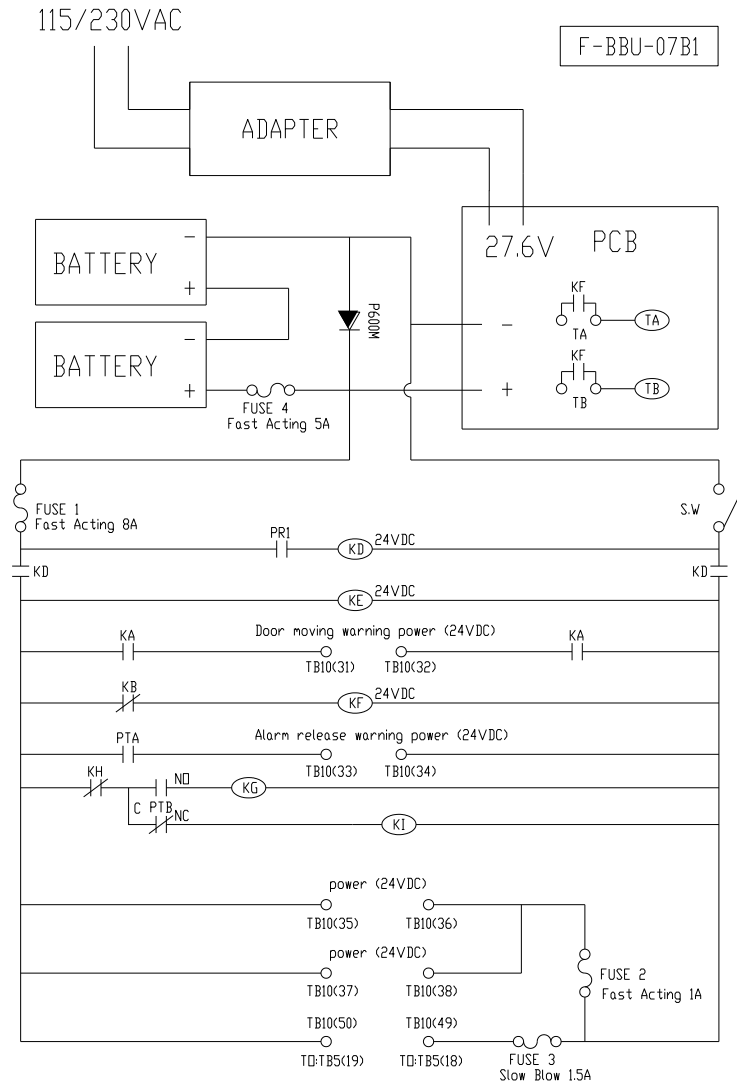 115/230VAC
F-BBU-07B1
ADAPTER
27.6V PCB
BATTERY
-
+
BATTERY
-
+
P600M
KF
TA
TA
KF
TB
TB
-
+
FUSE 4
Fast Acting 5A
FUSE 1
Fast Acting 8A
S.W
PR1
KD
24VDC
KD
KD
KE
24VDC
KA
Door moving warning power (24VDC)
KA
TB10(31)
TB10(32)
KB
KF
24VDC
PTA
Alarm release warning power (24VDC)
TB10(33)
TB10(34)
KH
NO
KG
C PTB
NC
KI
power (24VDC)
TB10(35)
TB10(36)
power (24VDC)
TB10(37)
TB10(38)
FUSE 2
Fast Acting 1A
TB10(50)
TB10(49)
TO:TB5(19)
TO:TB5(18)
FUSE 3
Slow Blow 1.5A